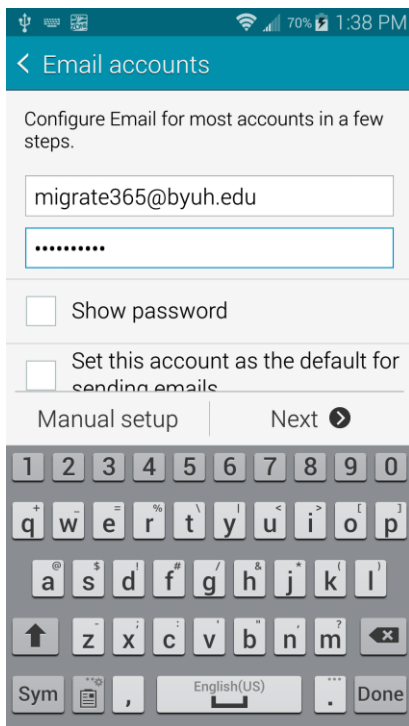 70% 1:38 PM
Email accounts
Configure Email for most accounts in a few
steps.
migrate365@byuh.edu
••••••••••
Show password
Set this account as the default for
sending emails
Manual setup Next
1 2 3 4 5 6 7 8 9 0
+ - = % \ | < > [ ]
q w e r t y u i o p
@ $ ! # / & * ( )
a s d f g h j k l
- ' : ; " ?
z x c v b n m
English(US)
Sym , . Done